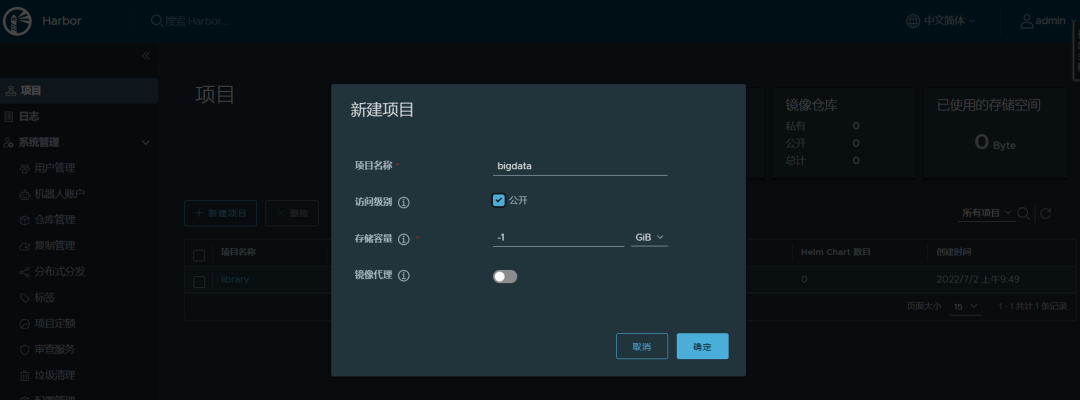 Harbor
搜索 Harbor...
中文简体
admin
项目
日志
系统管理
用户管理
机器人账户
仓库管理
复制管理
分布式分发
标签
项目定额
审查服务
垃圾清理
项目
镜像仓库
私有 0
公开 0
总计 0
已使用的存储空间
0 Byte
+ 新建项目
× 删除
所有项目
项目名称
Helm Chart 数目
创建时间
library
0
2022/7/2 上午9:49
页面大小 15 1 - 1 共计 1 条记录
新建项目
项目名称 * bigdata
访问级别 公开
存储容量 * -1 GiB
镜像代理
取消
确定